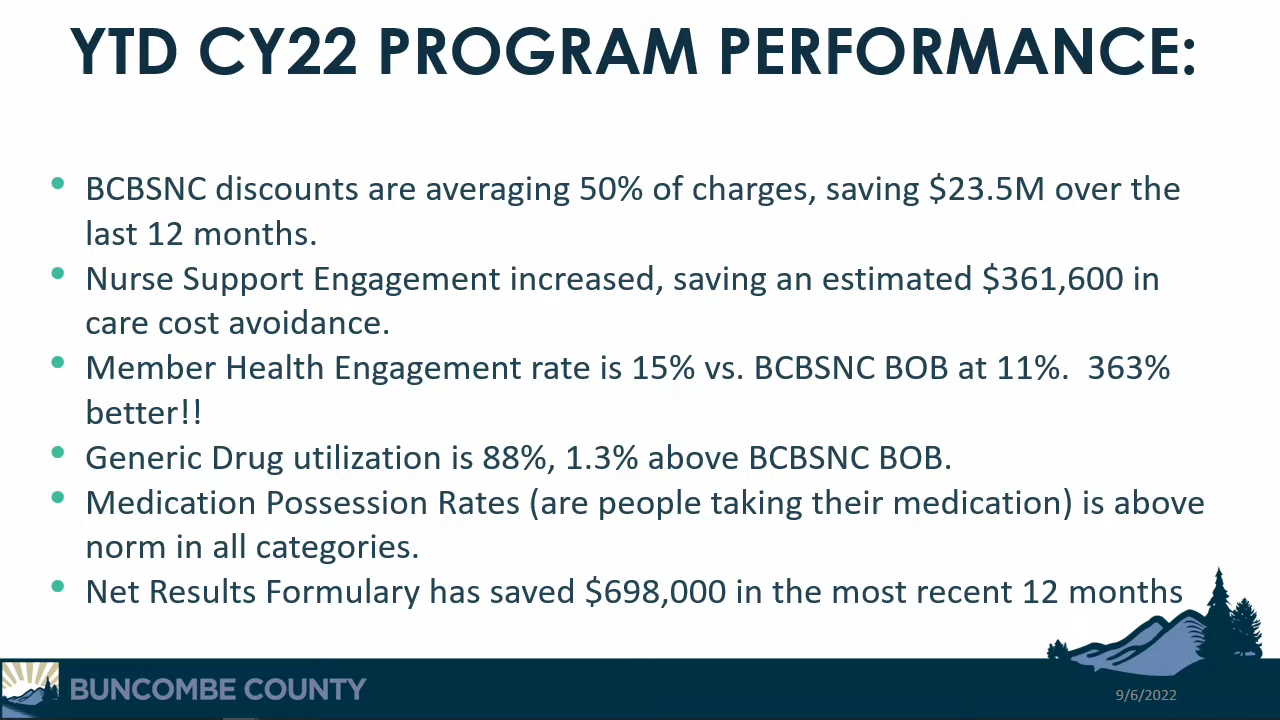 YTD CY22 PROGRAM PERFORMANCE:
• BCBSNC discounts are averaging 50% of charges, saving $23.5M over the
last 12 months.
• Nurse Support Engagement increased, saving an estimated $361,600 in
care cost avoidance.
• Member Health Engagement rate is 15% vs. BCBSNC BOB at 11%.  363%
better!!
• Generic Drug utilization is 88%, 1.3% above BCBSNC BOB.
• Medication Possession Rates (are people taking their medication) is above
norm in all categories.
• Net Results Formulary has saved $698,000 in the most recent 12 months
BUNCOMBE COUNTY
9/6/2022